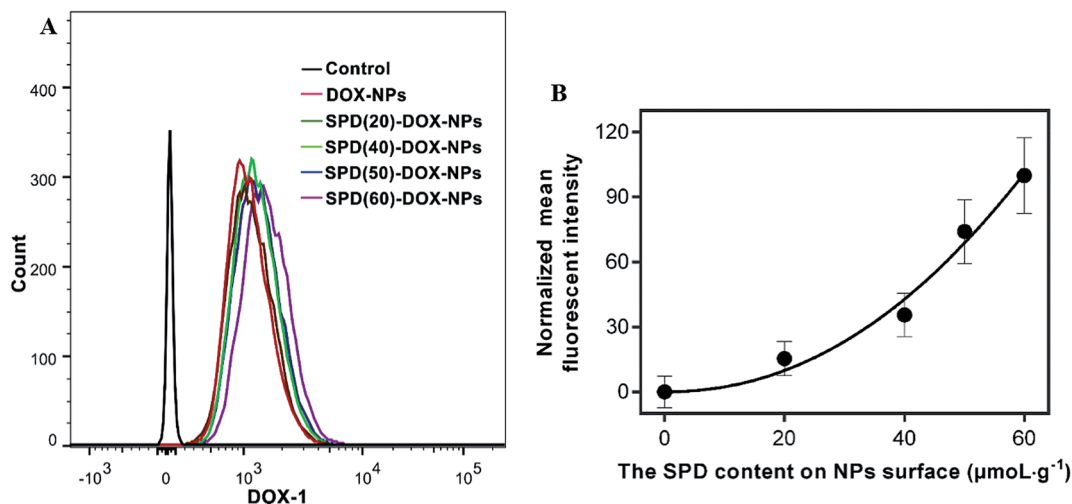 A
Control
DOX-NPs
SPD(20)-DOX-NPs
SPD(40)-DOX-NPs
SPD(50)-DOX-NPs
SPD(60)-DOX-NPs
400
300
200
100
0
Count
-10³ 0 10³ 10⁴ 10⁵
DOX-1
B
120
90
60
30
0
Normalized mean
fluorescent intensity
0 20 40 60
The SPD content on NPs surface (μmoL·g⁻¹)